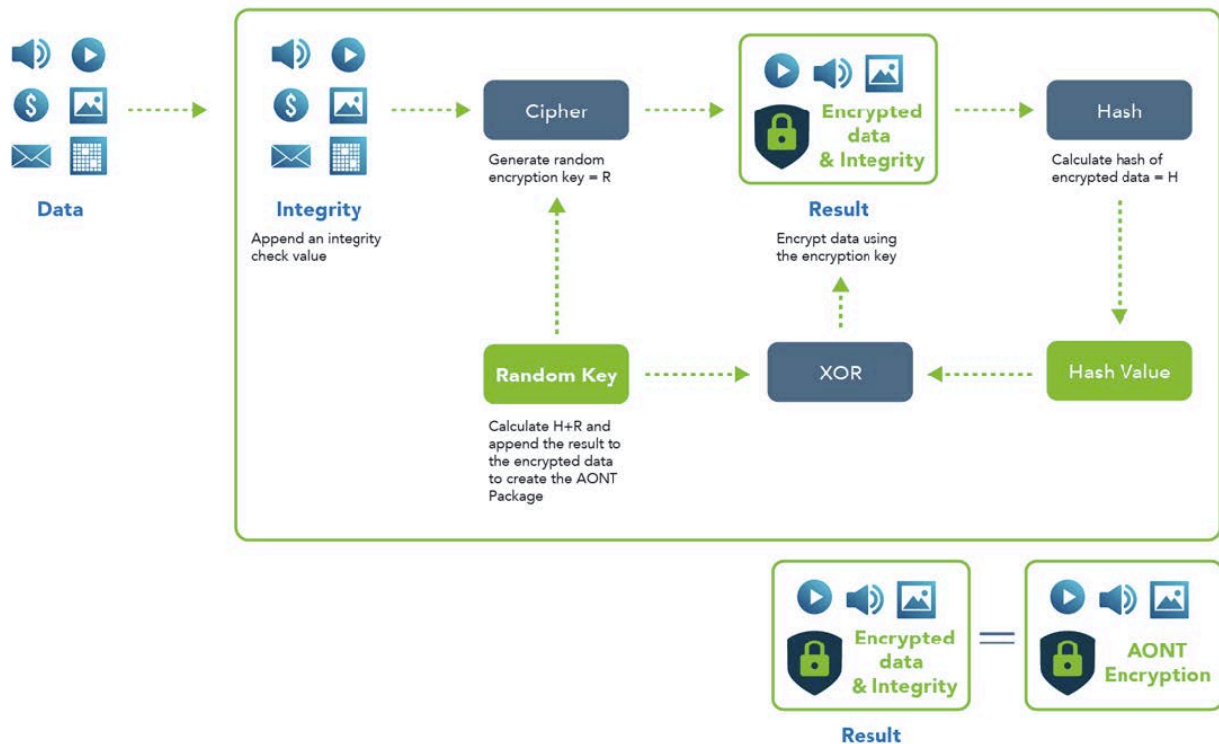 Data
Integrity
Append an integrity
check value
Cipher
Generate random
encryption key = R
Encrypted
data
& Integrity
Result
Encrypt data using
the encryption key
Hash
Calculate hash of
encrypted data = H
Random Key
Calculate H+R and
append the result to
the encrypted data
to create the AONT
Package
XOR
Hash Value
Encrypted
data
& Integrity
Result
=
AONT
Encryption